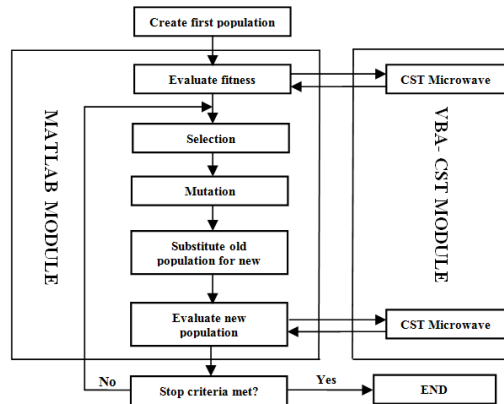 Create first population
Evaluate fitness
CST Microwave
Selection
Mutation
Substitute old
population for new
Evaluate new
population
CST Microwave
No
Stop criteria met?
Yes
END
MATLAB MODULE
VBA- CST MODULE